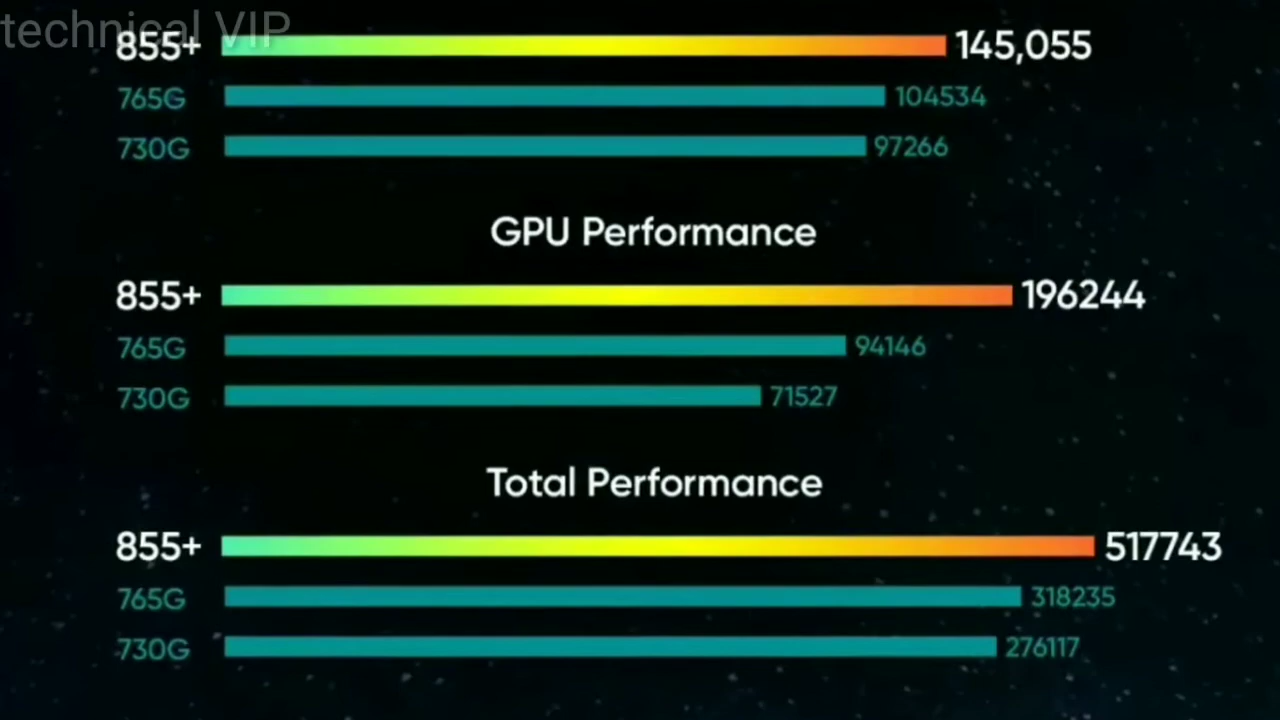 technical VIP
855+ 145,055
765G 104534
730G 97266
GPU Performance
855+ 196244
765G 94146
730G 71527
Total Performance
855+ 517743
765G 318235
730G 276117